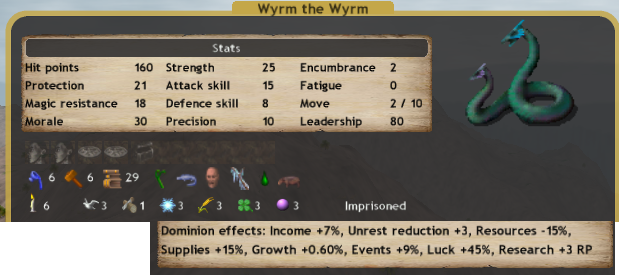 Wyrm the Wyrm
Stats
Hit points 160 Strength 25 Encumbrance 2
Protection 21 Attack skill 15 Fatigue 0
Magic resistance 18 Defence skill 8 Move 2 / 10
Morale 30 Precision 10 Leadership 80
6 6 29
6 3 1 3 3 3 3 Imprisoned
Dominion effects: Income +7%, Unrest reduction +3, Resources -15%,
Supplies +15%, Growth +0.60%, Events +9%, Luck +45%, Research +3 RP